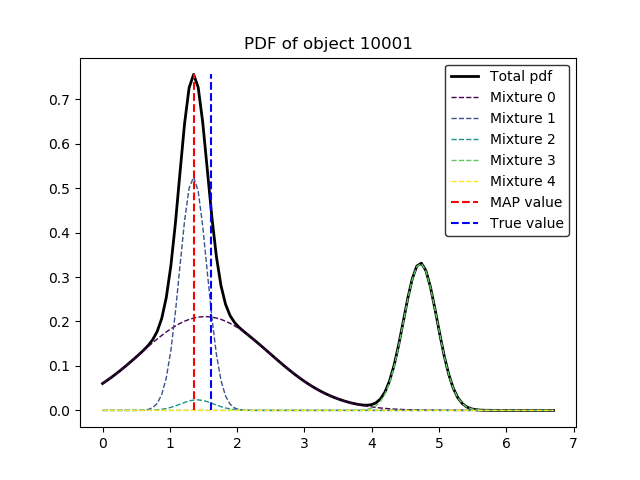 PDF of object 10001
Total pdf
Mixture 0
Mixture 1
Mixture 2
Mixture 3
Mixture 4
MAP value
True value
0.7
0.6
0.5
0.4
0.3
0.2
0.1
0.0
0 1 2 3 4 5 6 7